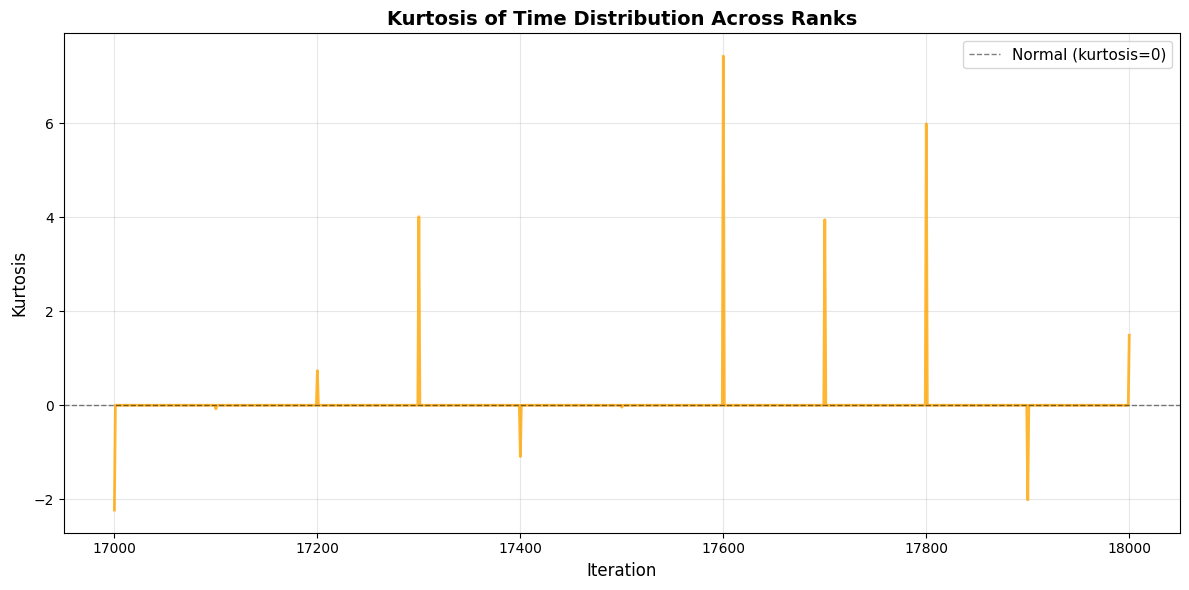 Kurtosis of Time Distribution Across Ranks
Normal (kurtosis=0)
Kurtosis
6
4
2
0
−2
17000 17200 17400 17600 17800 18000
Iteration